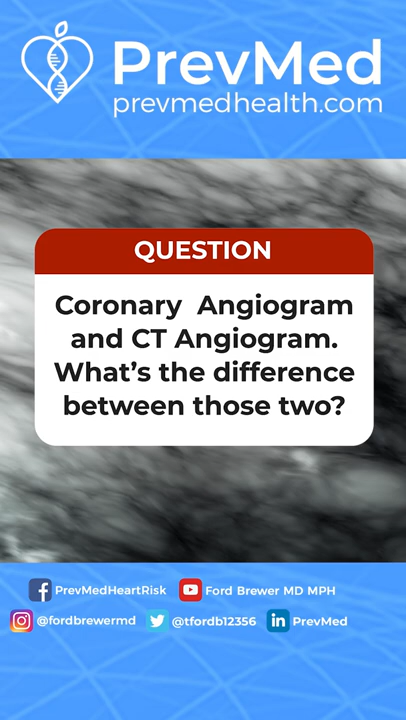 PrevMed
prevmedhealth.com
QUESTION
Coronary Angiogram
and CT Angiogram.
What's the difference
between those two?
PrevMedHeartRisk Ford Brewer MD MPH
@fordbrewermd @tfordb12356 PrevMed